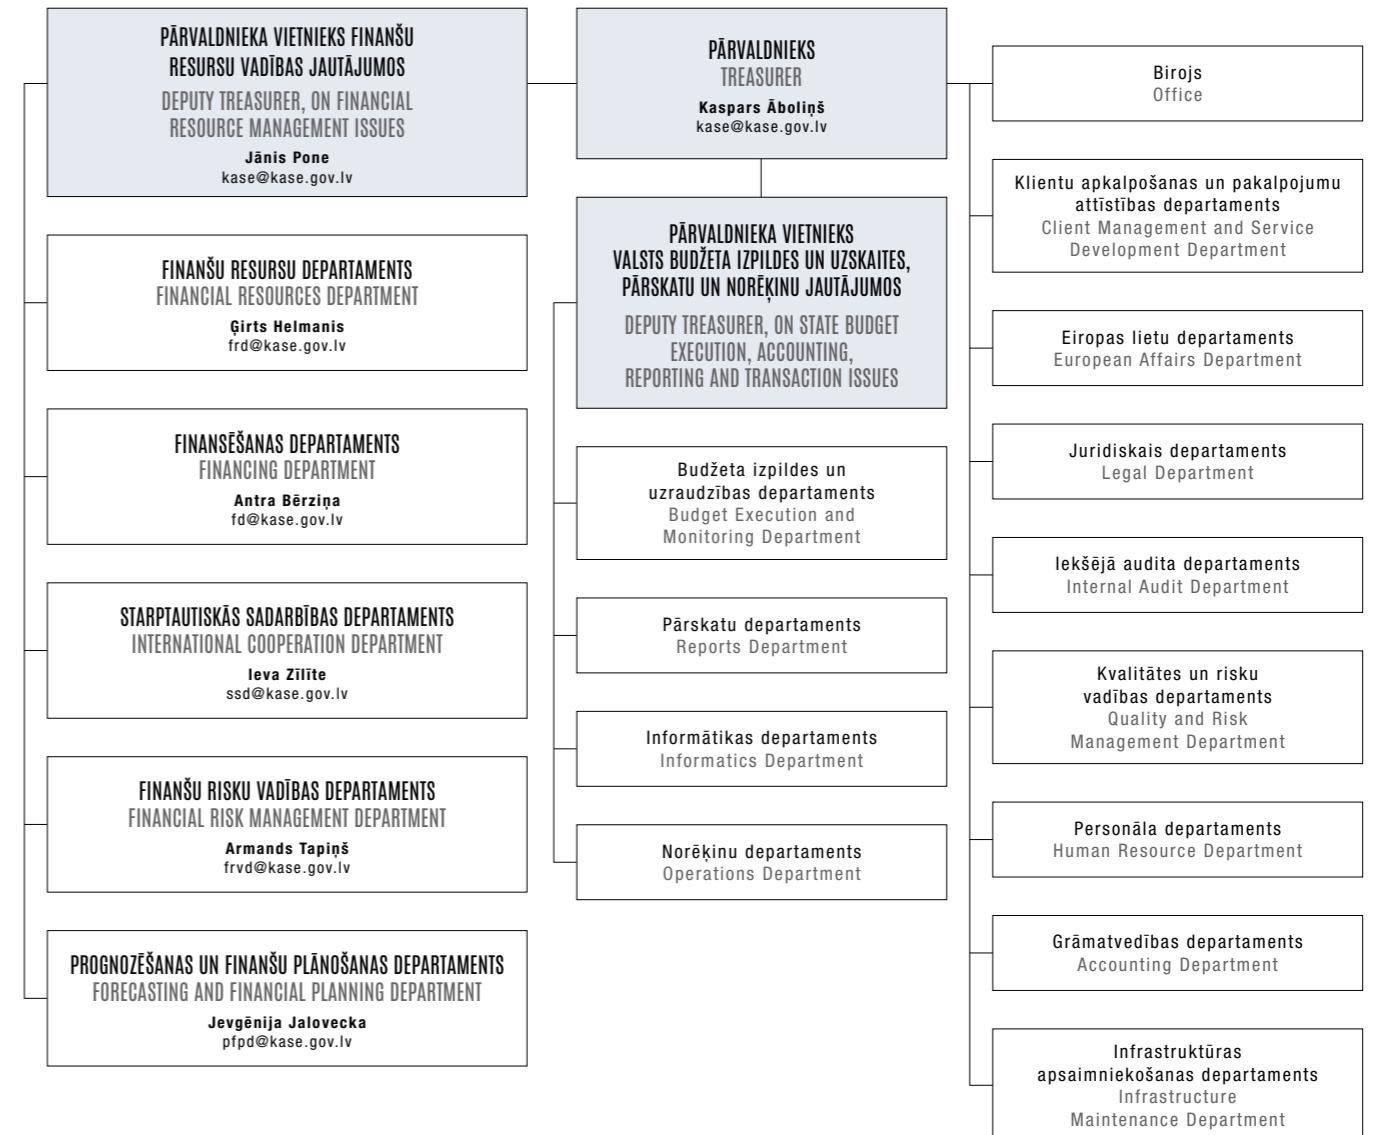 PĀRVALDNIEKA VIETNIEKS FINANŠU
RESURSU VADĪBAS JAUTĀJUMOS
DEPUTY TREASURER, ON FINANCIAL
RESOURCE MANAGEMENT ISSUES
Jānis Pone
kase@kase.gov.lv
FINANŠU RESURSU DEPARTAMENTS
FINANCIAL RESOURCES DEPARTMENT
Ģirts Helmanis
frd@kase.gov.lv
FINANSĒŠANAS DEPARTAMENTS
FINANCING DEPARTMENT
Antra Bērziņa
fd@kase.gov.lv
STARPTAUTISKĀS SADARBĪBAS DEPARTAMENTS
INTERNATIONAL COOPERATION DEPARTMENT
Ieva Zīlīte
ssd@kase.gov.lv
FINANŠU RISKU VADĪBAS DEPARTAMENTS
FINANCIAL RISK MANAGEMENT DEPARTMENT
Armands Tapiņš
frvd@kase.gov.lv
PROGNOZĒŠANAS UN FINANŠU PLĀNOŠANAS DEPARTAMENTS
FORECASTING AND FINANCIAL PLANNING DEPARTMENT
Jevgēnija Jalovecka
pfpd@kase.gov.lv
PĀRVALDNIEKS
TREASURER
Kaspars Āboliņš
kase@kase.gov.lv
PĀRVALDNIEKA VIETNIEKS
VALSTS BUDŽETA IZPILDES UN UZSKAITES,
PĀRSKATU UN NORĒĶINU JAUTĀJUMOS
DEPUTY TREASURER, ON STATE BUDGET
EXECUTION, ACCOUNTING,
REPORTING AND TRANSACTION ISSUES
Budžeta izpildes un
uzraudzības departaments
Budget Execution and
Monitoring Department
Pārskatu departaments
Reports Department
Informātikas departaments
Informatics Department
Norēķinu departaments
Operations Department
Birojs
Office
Klientu apkalpošanas un pakalpojumu
attīstības departaments
Client Management and Service
Development Department
Eiropas lietu departaments
European Affairs Department
Juridiskais departaments
Legal Department
Iekšējā audita departaments
Internal Audit Department
Kvalitātes un risku
vadības departaments
Quality and Risk
Management Department
Personāla departaments
Human Resource Department
Grāmatvedības departaments
Accounting Department
Infrastruktūras
apsaimniekošanas departaments
Infrastructure
Maintenance Department